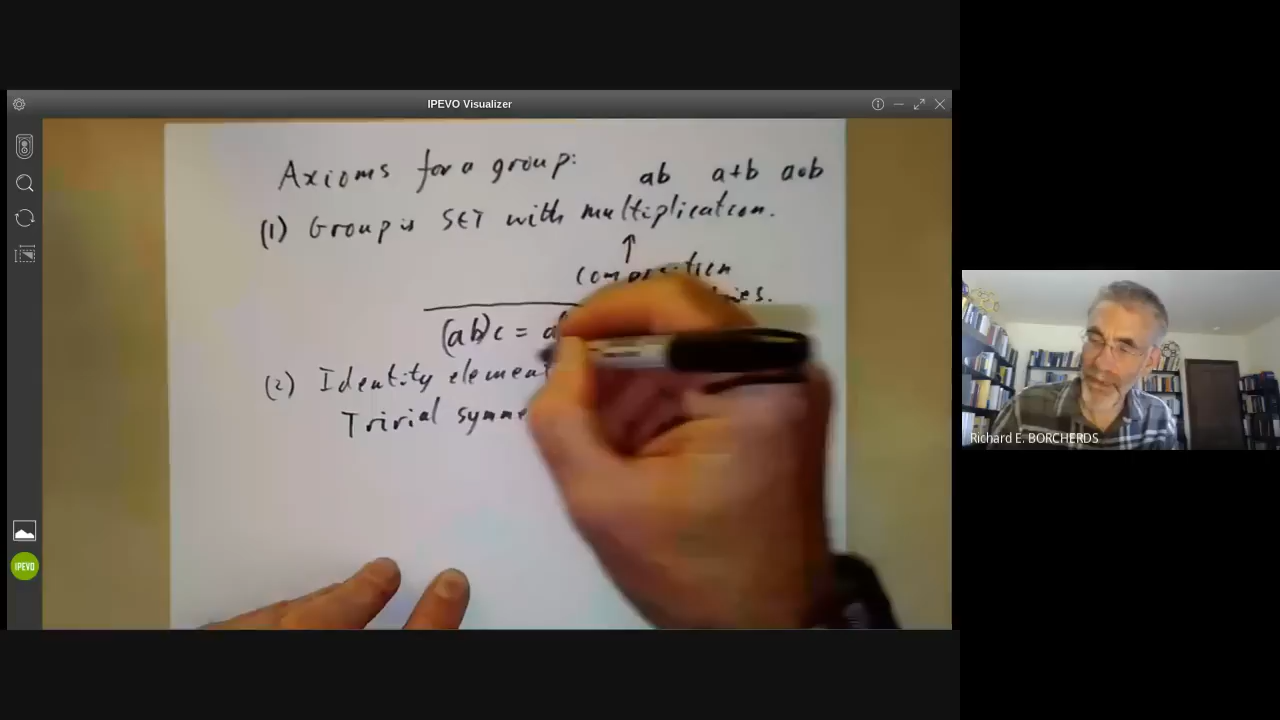 IPEVO Visualizer
Axioms for a group:
ab a+b a∘b
(1) Group is SET with multiplication.
↑
composition
(ab)c = a
(2) Identity element
Trivial symme
IPEVO
Richard E. BORCHERDS